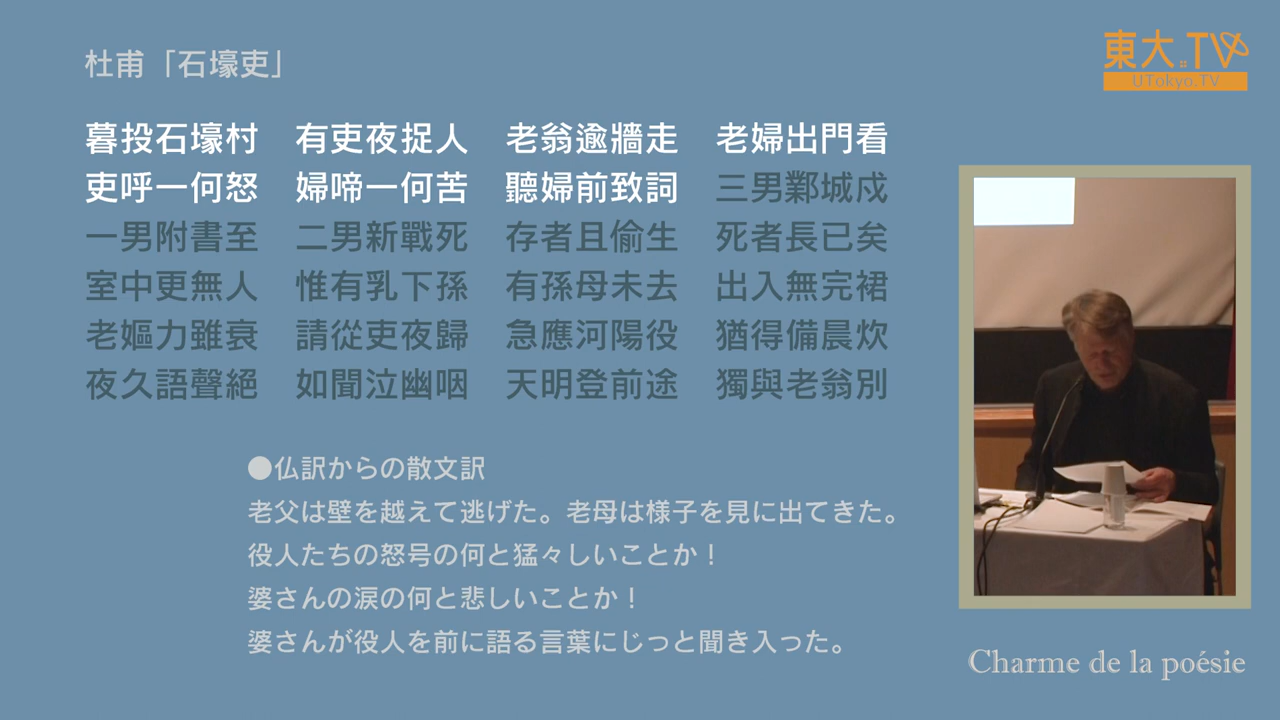 杜甫「石壕吏」
東大.TV
UTokyo.TV
暮投石壕村 有吏夜捉人 老翁逾牆走 老婦出門看
吏呼一何怒 婦啼一何苦 聽婦前致詞 三男鄴城戍
一男附書至 二男新戰死 存者且偷生 死者長已矣
室中更無人 惟有乳下孫 有孫母未去 出入無完裙
老嫗力雖衰 請從吏夜歸 急應河陽役 猶得備晨炊
夜久語聲絕 如聞泣幽咽 天明登前途 獨與老翁別
●仏訳からの散文訳
老父は壁を越えて逃げた。老母は様子を見に出てきた。
役人たちの怒号の何と猛々しいことか！
婆さんの涙の何と悲しいことか！
婆さんが役人を前に語る言葉にじっと聞き入った。
Charme de la poésie